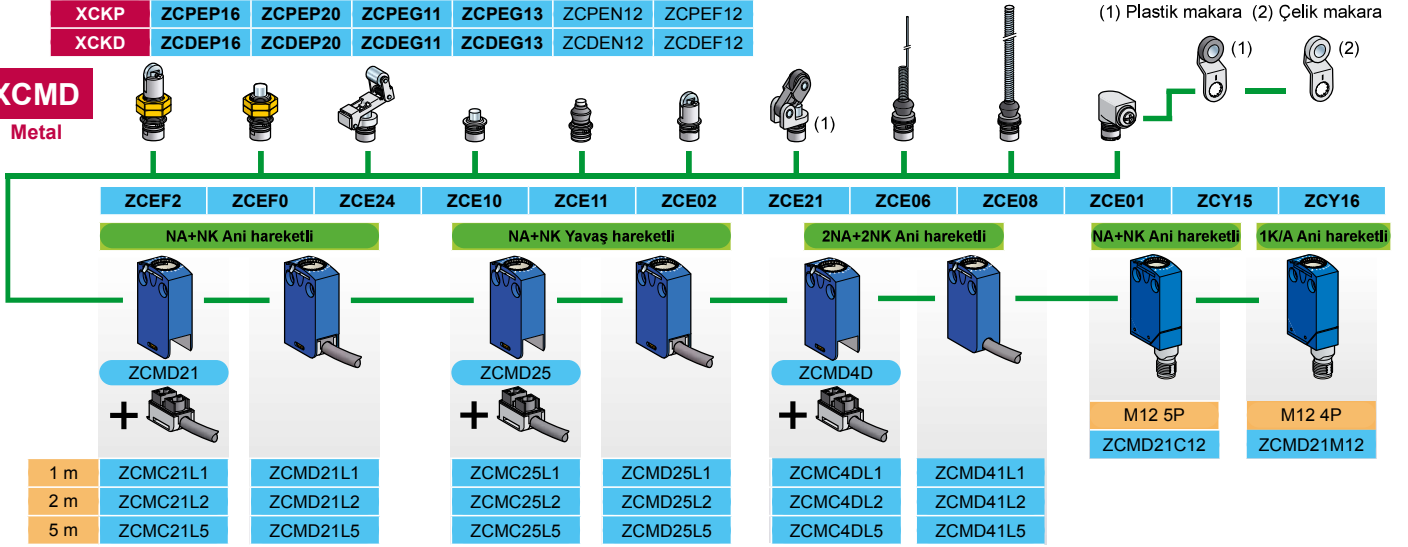 XCKP ZCPEP16 ZCPEP20 ZCPEG11 ZCPEG13 ZCPEN12 ZCPEF12
XCKD ZCDEP16 ZCDEP20 ZCDEG11 ZCDEG13 ZCDEN12 ZCDEF12
(1) Plastik makara (2) Çelik makara
(1) (2)
XCMD
Metal
(1)
ZCEF2 ZCEF0 ZCE24 ZCE10 ZCE11 ZCE02 ZCE21 ZCE06 ZCE08 ZCE01 ZCY15 ZCY16
NA+NK Ani hareketli NA+NK Yavaş hareketli 2NA+2NK Ani hareketli NA+NK Ani hareketli 1K/A Ani hareketli
ZCMD21 ZCMD25 ZCMD4D
+ + +
M12 5P M12 4P
ZCMD21C12 ZCMD21M12
1 m ZCMC21L1 ZCMD21L1 ZCMC25L1 ZCMD25L1 ZCMC4DL1 ZCMD41L1
2 m ZCMC21L2 ZCMD21L2 ZCMC25L2 ZCMD25L2 ZCMC4DL2 ZCMD41L2
5 m ZCMC21L5 ZCMD21L5 ZCMC25L5 ZCMD25L5 ZCMC4DL5 ZCMD41L5